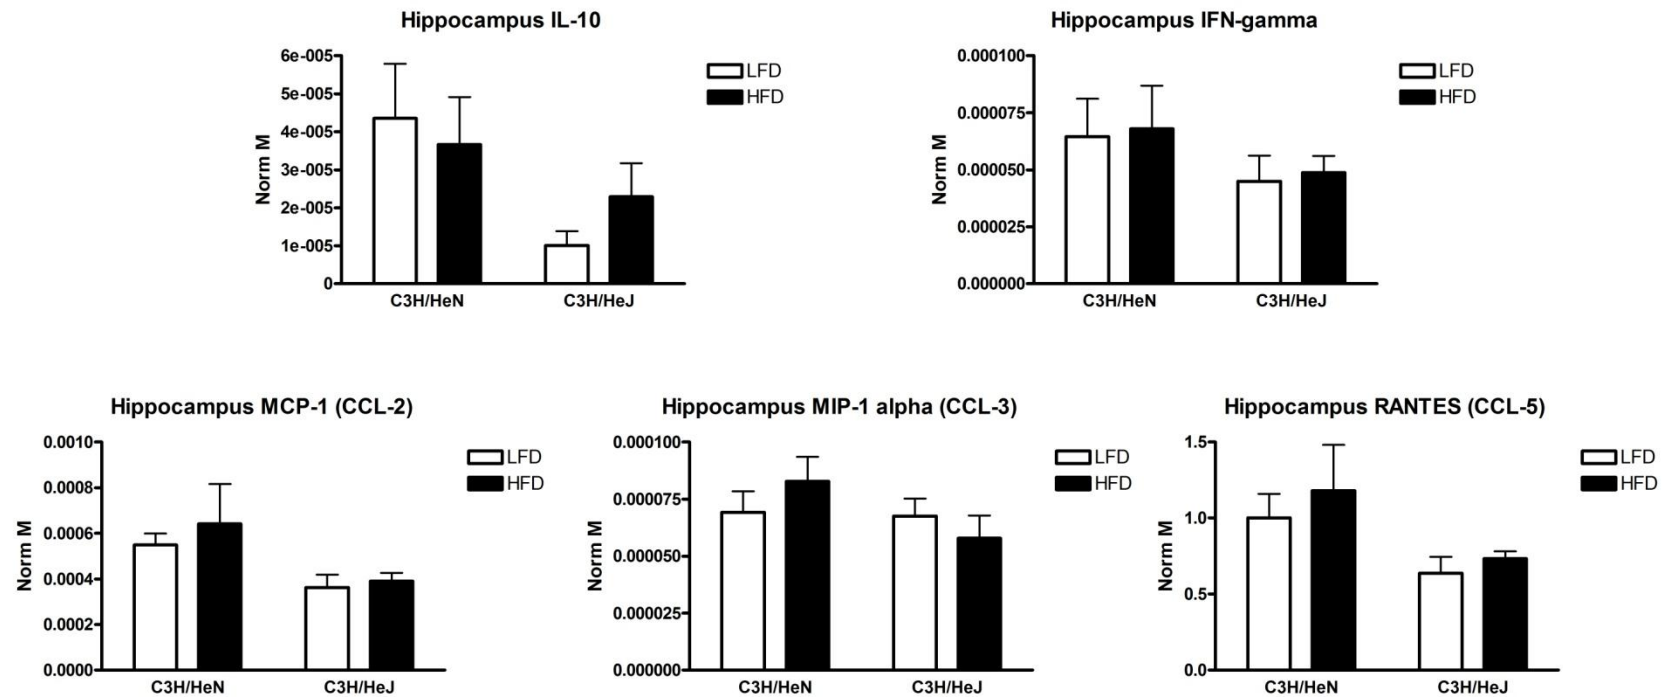 Hippocampus IL-10
6e-005
5e-005
4e-005
3e-005
2e-005
1e-005
0
Norm M
C3H/HeN
C3H/HeJ
LFD
HFD
Hippocampus IFN-gamma
0.000100
0.000075
0.000050
0.000025
0.000000
Norm M
C3H/HeN
C3H/HeJ
LFD
HFD
Hippocampus MCP-1 (CCL-2)
0.0010
0.0008
0.0006
0.0004
0.0002
0.0000
Norm M
C3H/HeN
C3H/HeJ
LFD
HFD
Hippocampus MIP-1 alpha (CCL-3)
0.000100
0.000075
0.000050
0.000025
0.000000
Norm M
C3H/HeN
C3H/HeJ
LFD
HFD
Hippocampus RANTES (CCL-5)
1.5
1.0
0.5
0.0
Norm M
C3H/HeN
C3H/HeJ
LFD
HFD